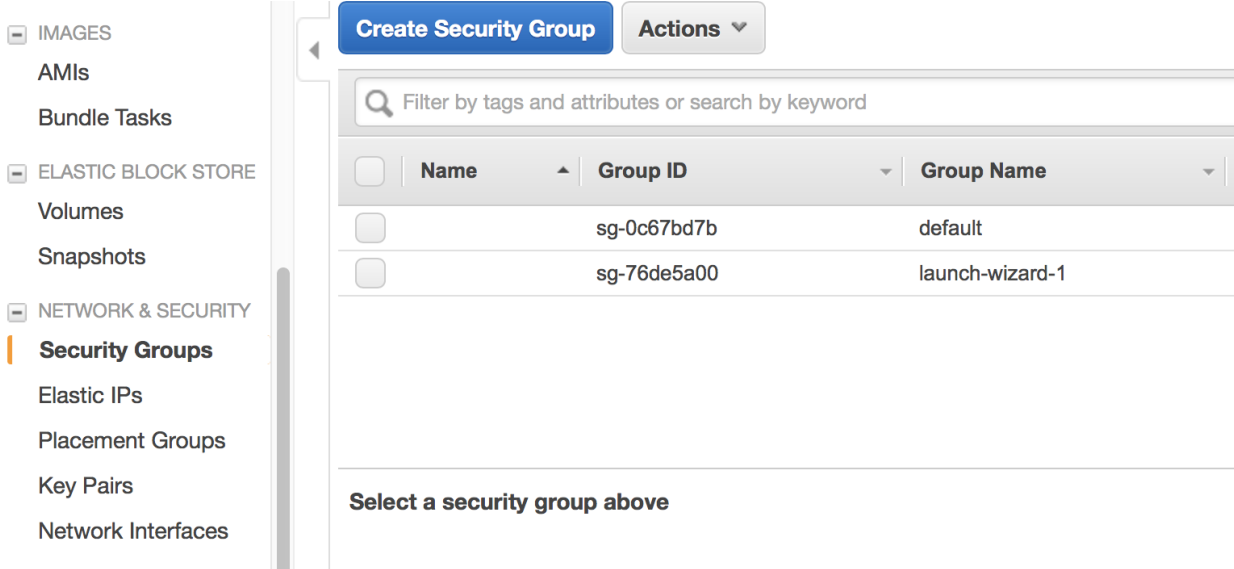 IMAGES
AMIs
Bundle Tasks
ELASTIC BLOCK STORE
Volumes
Snapshots
NETWORK & SECURITY
Security Groups
Elastic IPs
Placement Groups
Key Pairs
Network Interfaces
Create Security Group Actions
Filter by tags and attributes or search by keyword
Name Group ID Group Name
sg-0c67bd7b default
sg-76de5a00 launch-wizard-1
Select a security group above